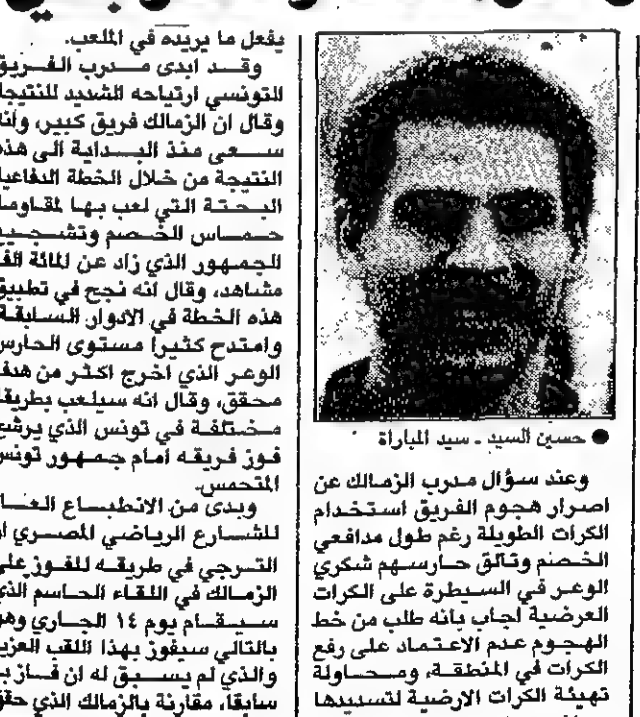 حسين السيد ـ سيد المباراة
وعند سؤال مدرب الزمالك عن
اصرار هجوم الفريق استخدام
الكرات الطويلة رغم طول مدافعي
الخصم وتالق حارسهم شكري
الوعر في السيطرة على الكرات
العرضية اجاب بانه طلب من خط
الهجوم عدم الاعتماد على رفع
الكرات في المنطقة، ومحاولة
تهيئة الكرات الارضية لتسديدها
يفعل ما يريده في الملعب.
وقد ابدى مدرب الفريق
التونسي ارتياحه الشديد للنتيجة
وقال ان الزمالك فريق كبير، وانه
سعى منذ البداية الى هذه
النتيجة من خلال الخطة الدفاعية
البحتة التي لعب بها لمقاومة
حماس الخصم وتشجيع
الجمهور الذي زاد عن المائة الف
مشاهد، وقال انه نجح في تطبيق
هذه الخطة في الادوار السابقة
وامتدح كثيرا مستوى الحارس
الوعر الذي اخرج اكثر من هدف
محقق، وقال انه سيلعب بطريقة
مختلفة في تونس الذي يرشح
فوز فريقه امام جمهور تونس
المتحمس.
ويدى من الانطباع العام
للشارع الرياضي المصري ان
الترجي في طريقه للفوز على
الزمالك في اللقاء الحاسم الذي
سيقام يوم ١٤ الجاري وهو
بالتالي سيفوز بهذا اللقب العزيز
والذي لم يسبق له ان فاز به
سابقا، مقارنة بالزمالك الذي حقق